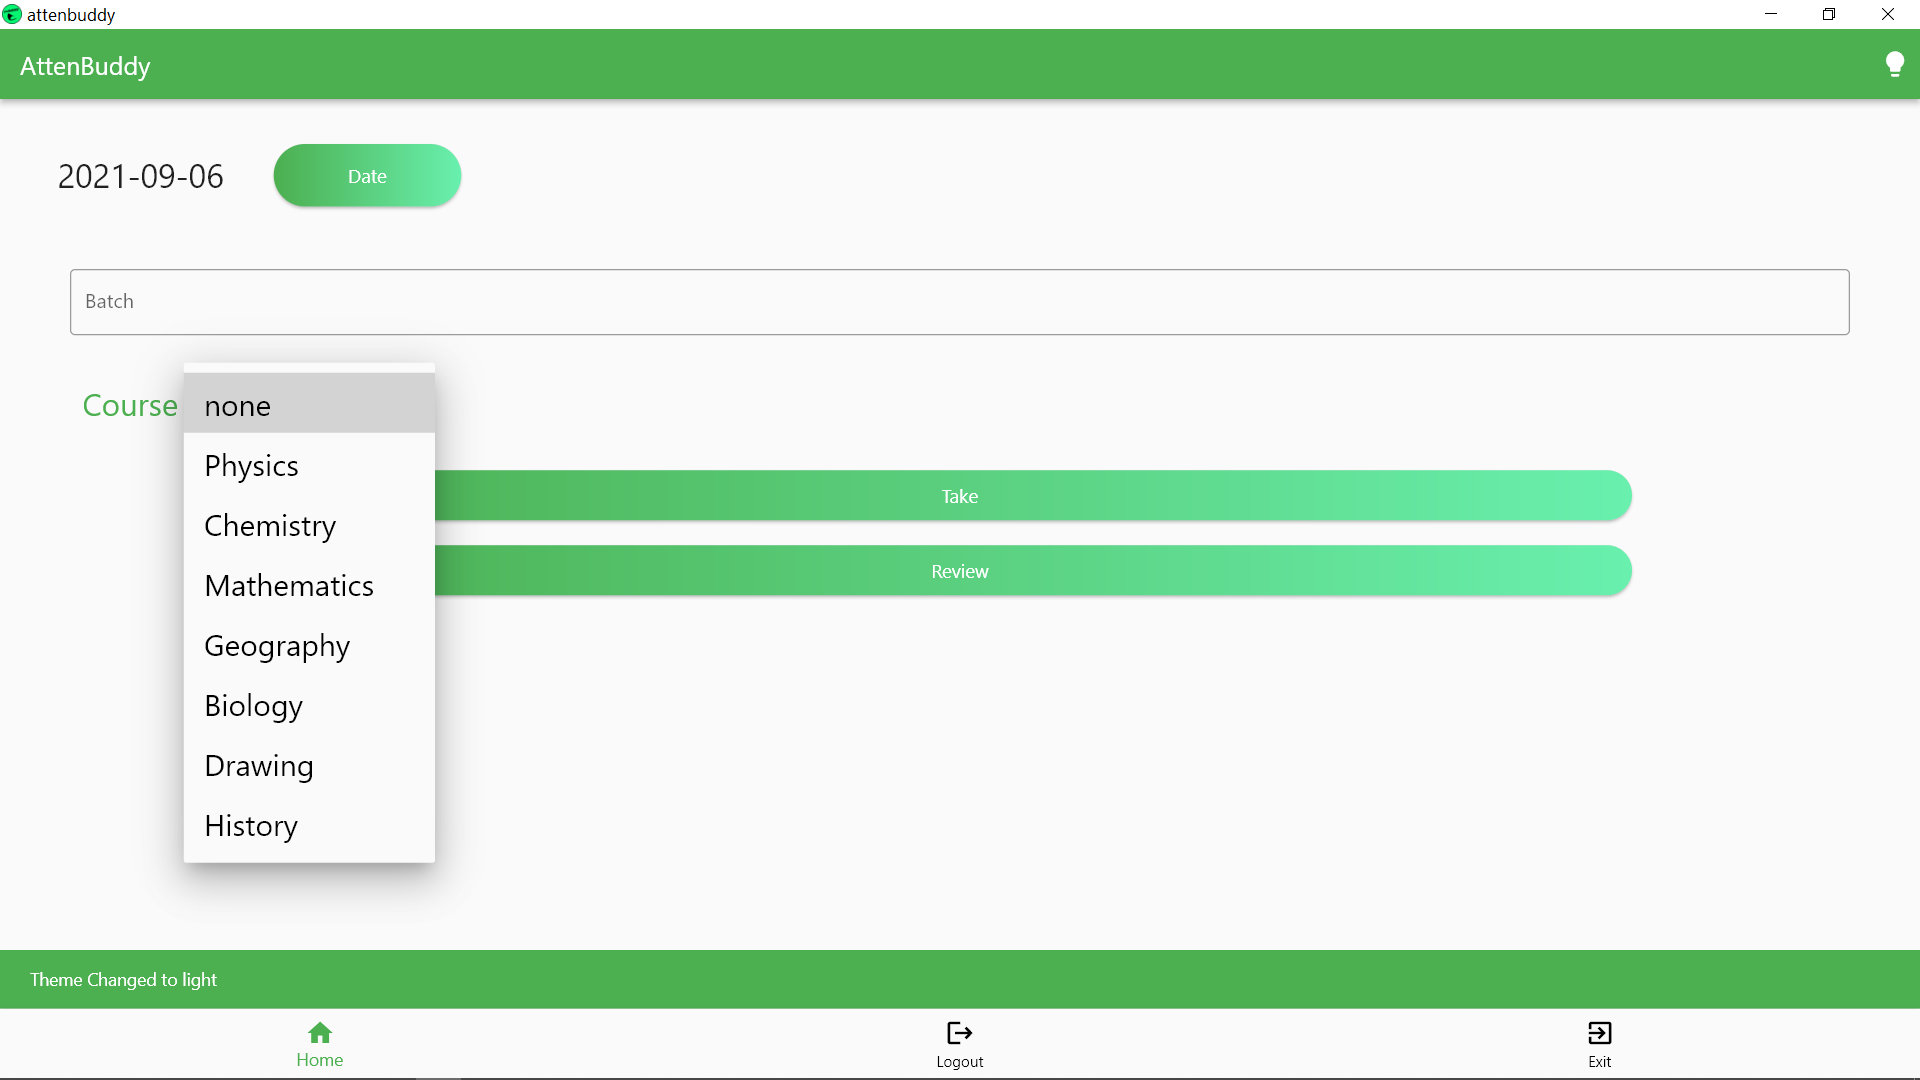 attenbuddy
AttenBuddy
2021-09-06
Date
Batch
Course
none
Physics
Chemistry
Mathematics
Geography
Biology
Drawing
History
Take
Review
Theme Changed to light
Home
Logout
Exit